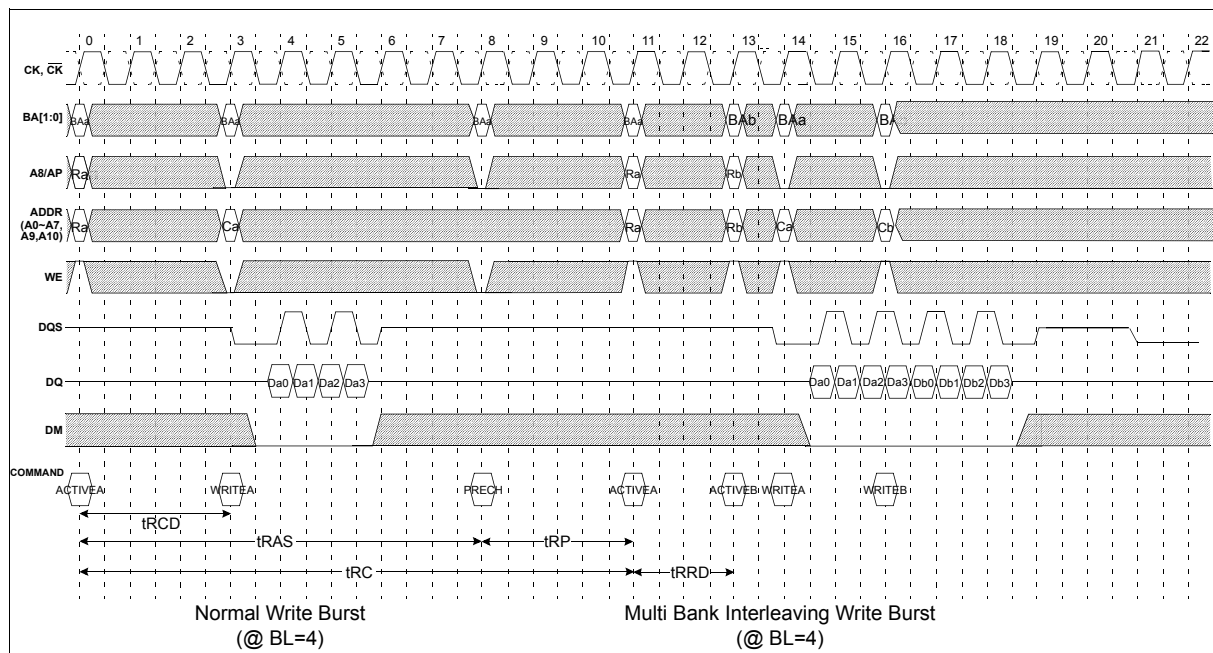 0 1 2 3 4 5 6 7 8 9 10 11 12 13 14 15 16 17 18 19 20 21 22
CK, CK
BA[1:0] BAa BAa BAa BAa BAb BAa BA
A8/AP Ra Ra Rb
ADDR
(A0~A7,
A9,A10)
Ra Ca Ra Rb Ca Cb
WE
DQS
DQ Da0 Da1 Da2 Da3 Da0 Da1 Da2 Da3 Db0 Db1 Db2 Db3
DM
COMMAND
ACTIVEA WRITEA PRECH ACTIVEA ACTIVEB WRITEA WRITEB
tRCD
tRAS tRP
tRC tRRD
Normal Write Burst Multi Bank Interleaving Write Burst
(@ BL=4) (@ BL=4)